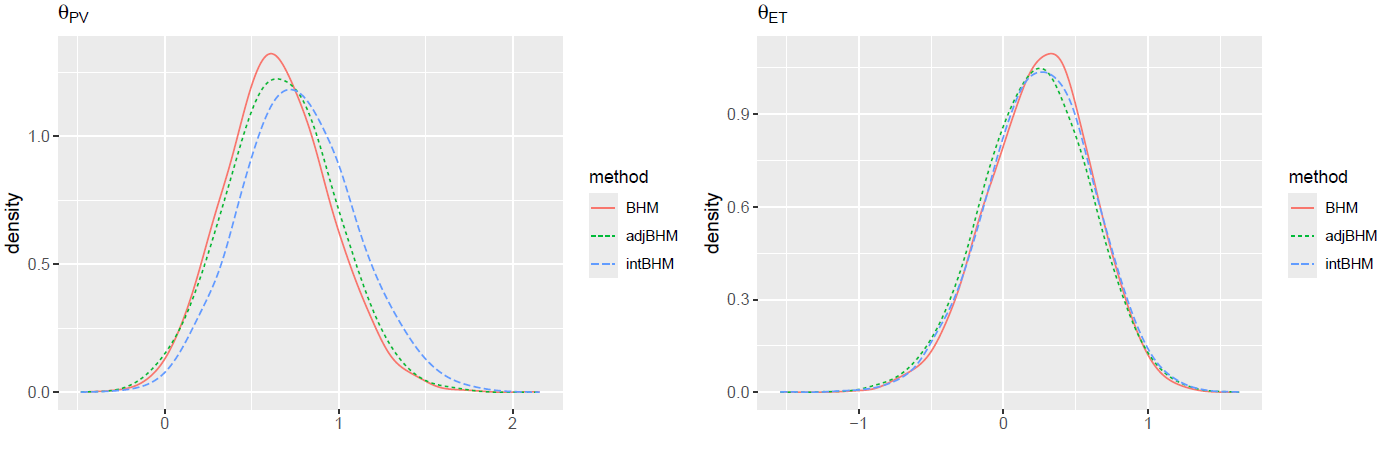 θPV
density
1.0
0.5
0.0
0
1
2
method
BHM
adjBHM
intBHM
θET
density
0.9
0.6
0.3
0.0
−1
0
1
method
BHM
adjBHM
intBHM